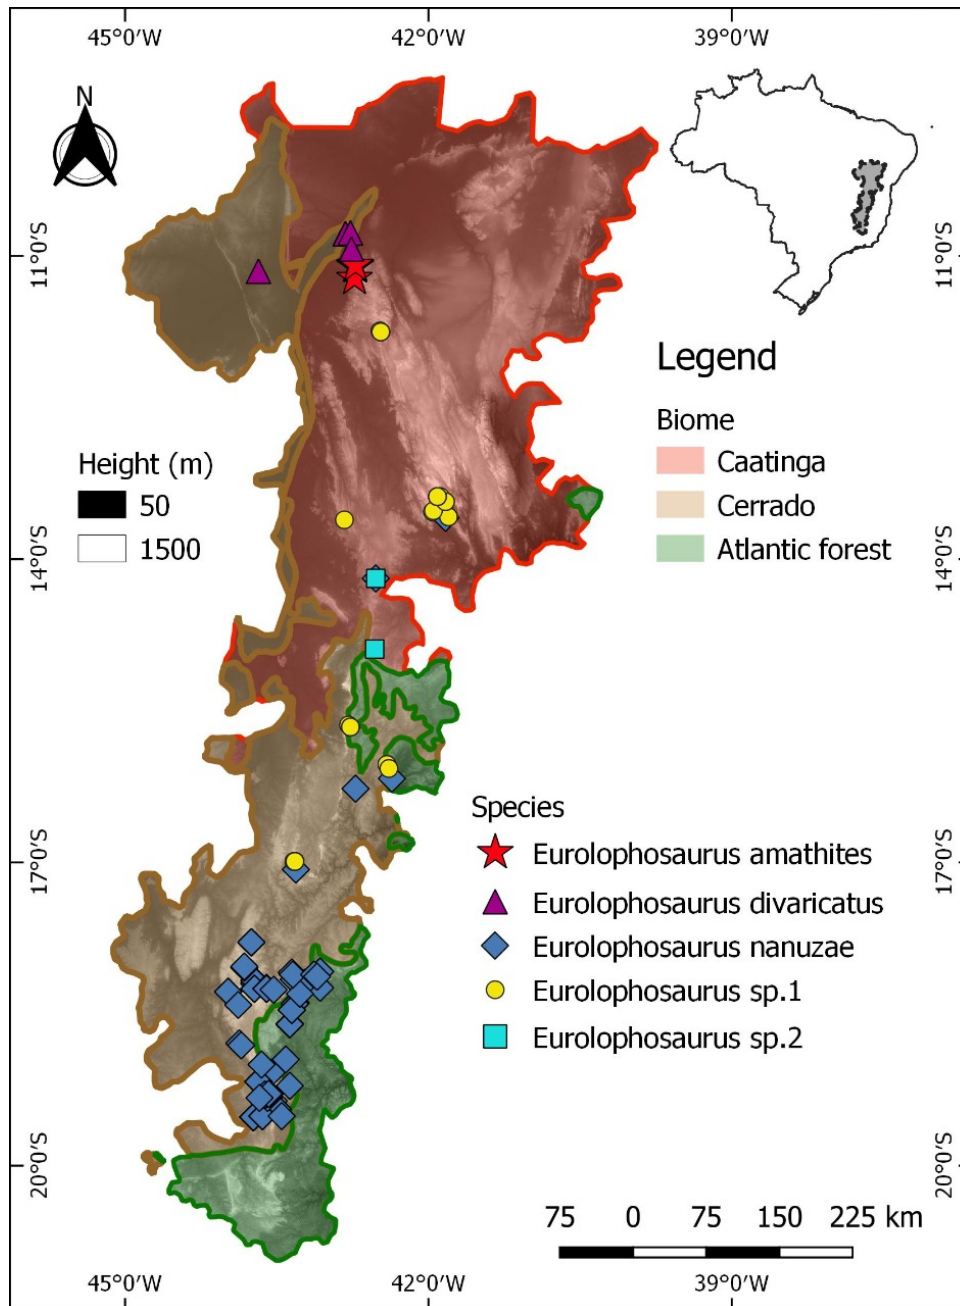 45°0′W 42°0′W 39°0′W
N
11°0′S 11°0′S
Legend
Biome
Caatinga
Cerrado
Atlantic forest
Height (m)
50
1500
14°0′S 14°0′S
Species
Eurolophosaurus amathites
Eurolophosaurus divaricatus
Eurolophosaurus nanuzae
Eurolophosaurus sp.1
Eurolophosaurus sp.2
17°0′S 17°0′S
20°0′S 20°0′S
75 0 75 150 225 km
45°0′W 42°0′W 39°0′W